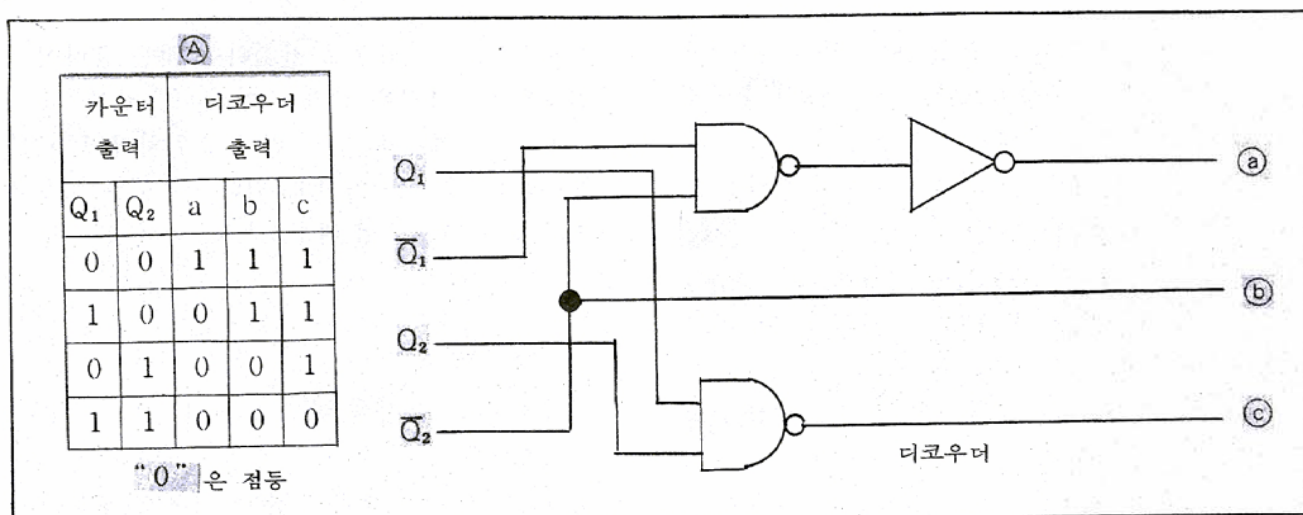 Ⓐ
카운터 디코우더
출력 출력
Q₁ Q₂ a b c
0 0 1 1 1
1 0 0 1 1
0 1 0 0 1
1 1 0 0 0
"0"은 점등
Q₁
Q̅₁
Q₂
Q̅₂
ⓐ
ⓑ
ⓒ
디코우더